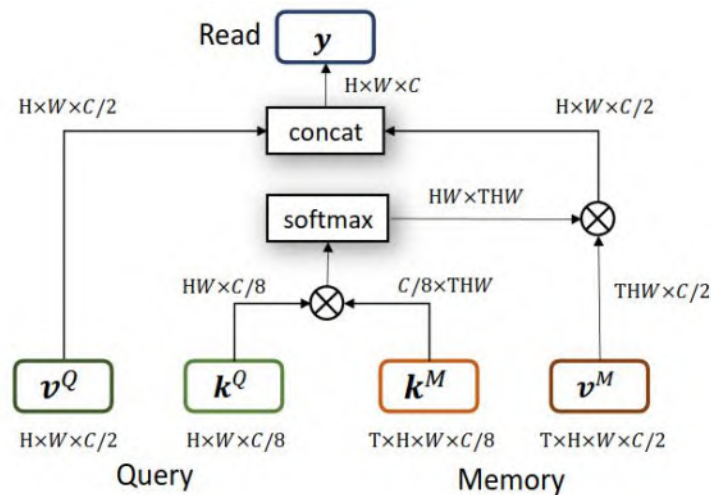 Read
y
H×W×C
H×W×C/2
H×W×C/2
concat
HW×THW
softmax
HW×C/8
C/8×THW
THW×C/2
v^Q
k^Q
k^M
v^M
H×W×C/2
H×W×C/8
T×H×W×C/8
T×H×W×C/2
Query
Memory